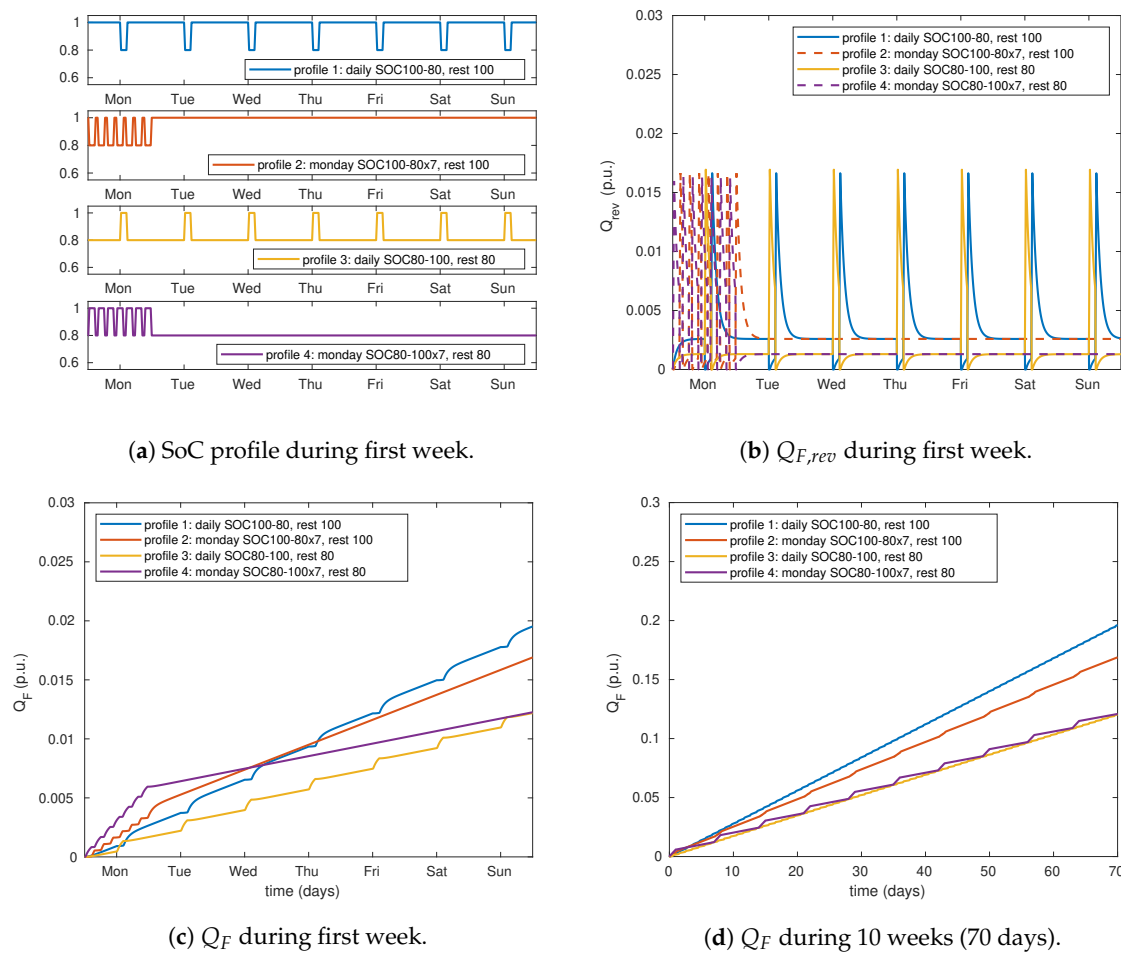 1
0.8
0.6
profile 1: daily SOC100-80, rest 100
Mon Tue Wed Thu Fri Sat Sun
1
0.8
0.6
profile 2: monday SOC100-80x7, rest 100
Mon Tue Wed Thu Fri Sat Sun
1
0.8
0.6
profile 3: daily SOC80-100, rest 80
Mon Tue Wed Thu Fri Sat Sun
1
0.8
0.6
profile 4: monday SOC80-100x7, rest 80
Mon Tue Wed Thu Fri Sat Sun
(a) SoC profile during first week.
0.03
0.025
0.02
0.015
0.01
0.005
0
Q_rev (p.u.)
profile 1: daily SOC100-80, rest 100
profile 2: monday SOC100-80x7, rest 100
profile 3: daily SOC80-100, rest 80
profile 4: monday SOC80-100x7, rest 80
Mon Tue Wed Thu Fri Sat Sun
(b) Q_F,rev during first week.
0.03
0.025
0.02
0.015
0.01
0.005
0
Q_F (p.u.)
profile 1: daily SOC100-80, rest 100
profile 2: monday SOC100-80x7, rest 100
profile 3: daily SOC80-100, rest 80
profile 4: monday SOC80-100x7, rest 80
Mon Tue Wed Thu Fri Sat Sun
time (days)
(c) Q_F during first week.
0.3
0.25
0.2
0.15
0.1
0.05
0
Q_F (p.u.)
profile 1: daily SOC100-80, rest 100
profile 2: monday SOC100-80x7, rest 100
profile 3: daily SOC80-100, rest 80
profile 4: monday SOC80-100x7, rest 80
0 10 20 30 40 50 60 70
time (days)
(d) Q_F during 10 weeks (70 days).